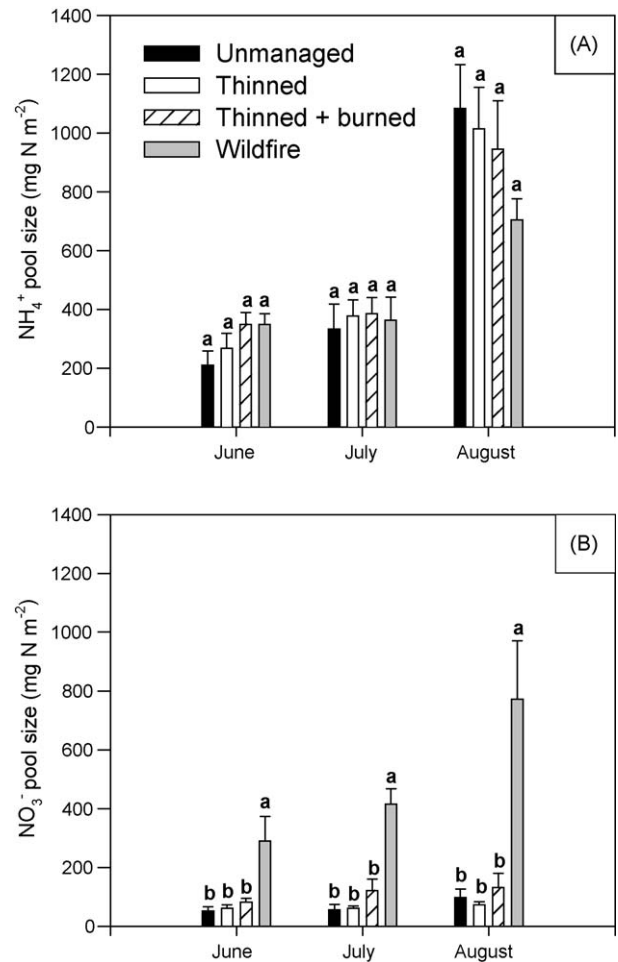 (A)
Unmanaged
Thinned
Thinned + burned
Wildfire
NH₄⁺ pool size (mg N m⁻²)
1400
1200
1000
800
600
400
200
0
a a a a
a a a a
a a a a
June July August
(B)
NO₃⁻ pool size (mg N m⁻²)
1400
1200
1000
800
600
400
200
0
b b b a
b b b a
b b b a
June July August